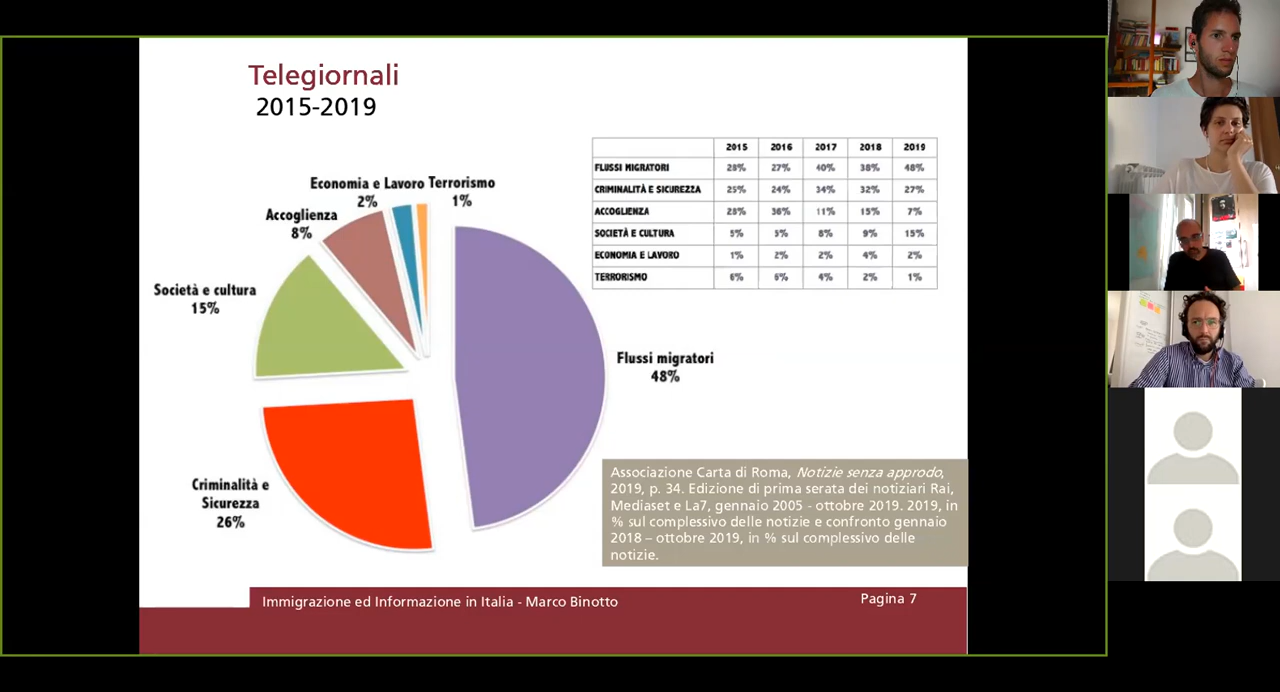 Telegiornali
2015-2019
Economia e Lavoro
2%
Terrorismo
1%
Accoglienza
8%
Società e cultura
15%
Criminalità e
Sicurezza
26%
Flussi migratori
48%
2015 2016 2017 2018 2019
FLUSSI MIGRATORI 28% 27% 40% 38% 48%
CRIMINALITÀ E SICUREZZA 25% 24% 34% 32% 27%
ACCOGLIENZA 28% 36% 11% 15% 7%
SOCIETÀ E CULTURA 5% 5% 8% 9% 15%
ECONOMIA E LAVORO 1% 2% 2% 4% 2%
TERRORISMO 6% 6% 4% 2% 1%
Associazione Carta di Roma, Notizie senza approdo,
2019, p. 34. Edizione di prima serata dei notiziari Rai,
Mediaset e La7, gennaio 2005 - ottobre 2019. 2019, in
% sul complessivo delle notizie e confronto gennaio
2018 – ottobre 2019, in % sul complessivo delle
notizie.
Immigrazione ed Informazione in Italia - Marco Binotto
Pagina 7